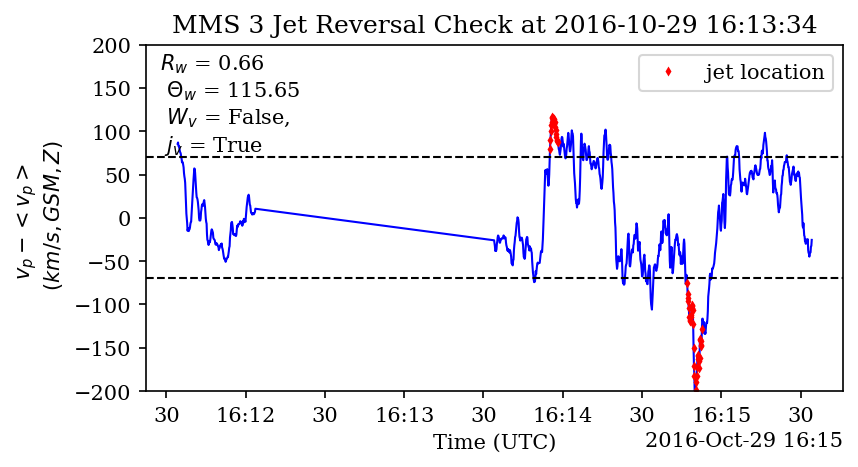 MMS 3 Jet Reversal Check at 2016-10-29 16:13:34
R_w = 0.66
Θ_w = 115.65
W_v = False,
j_v = True
jet location
200
150
100
50
0
−50
−100
−150
−200
v_p − < v_p >
(km/s, GSM, Z)
30 16:12 30 16:13 30 16:14 30 16:15 30
Time (UTC)
2016-Oct-29 16:15